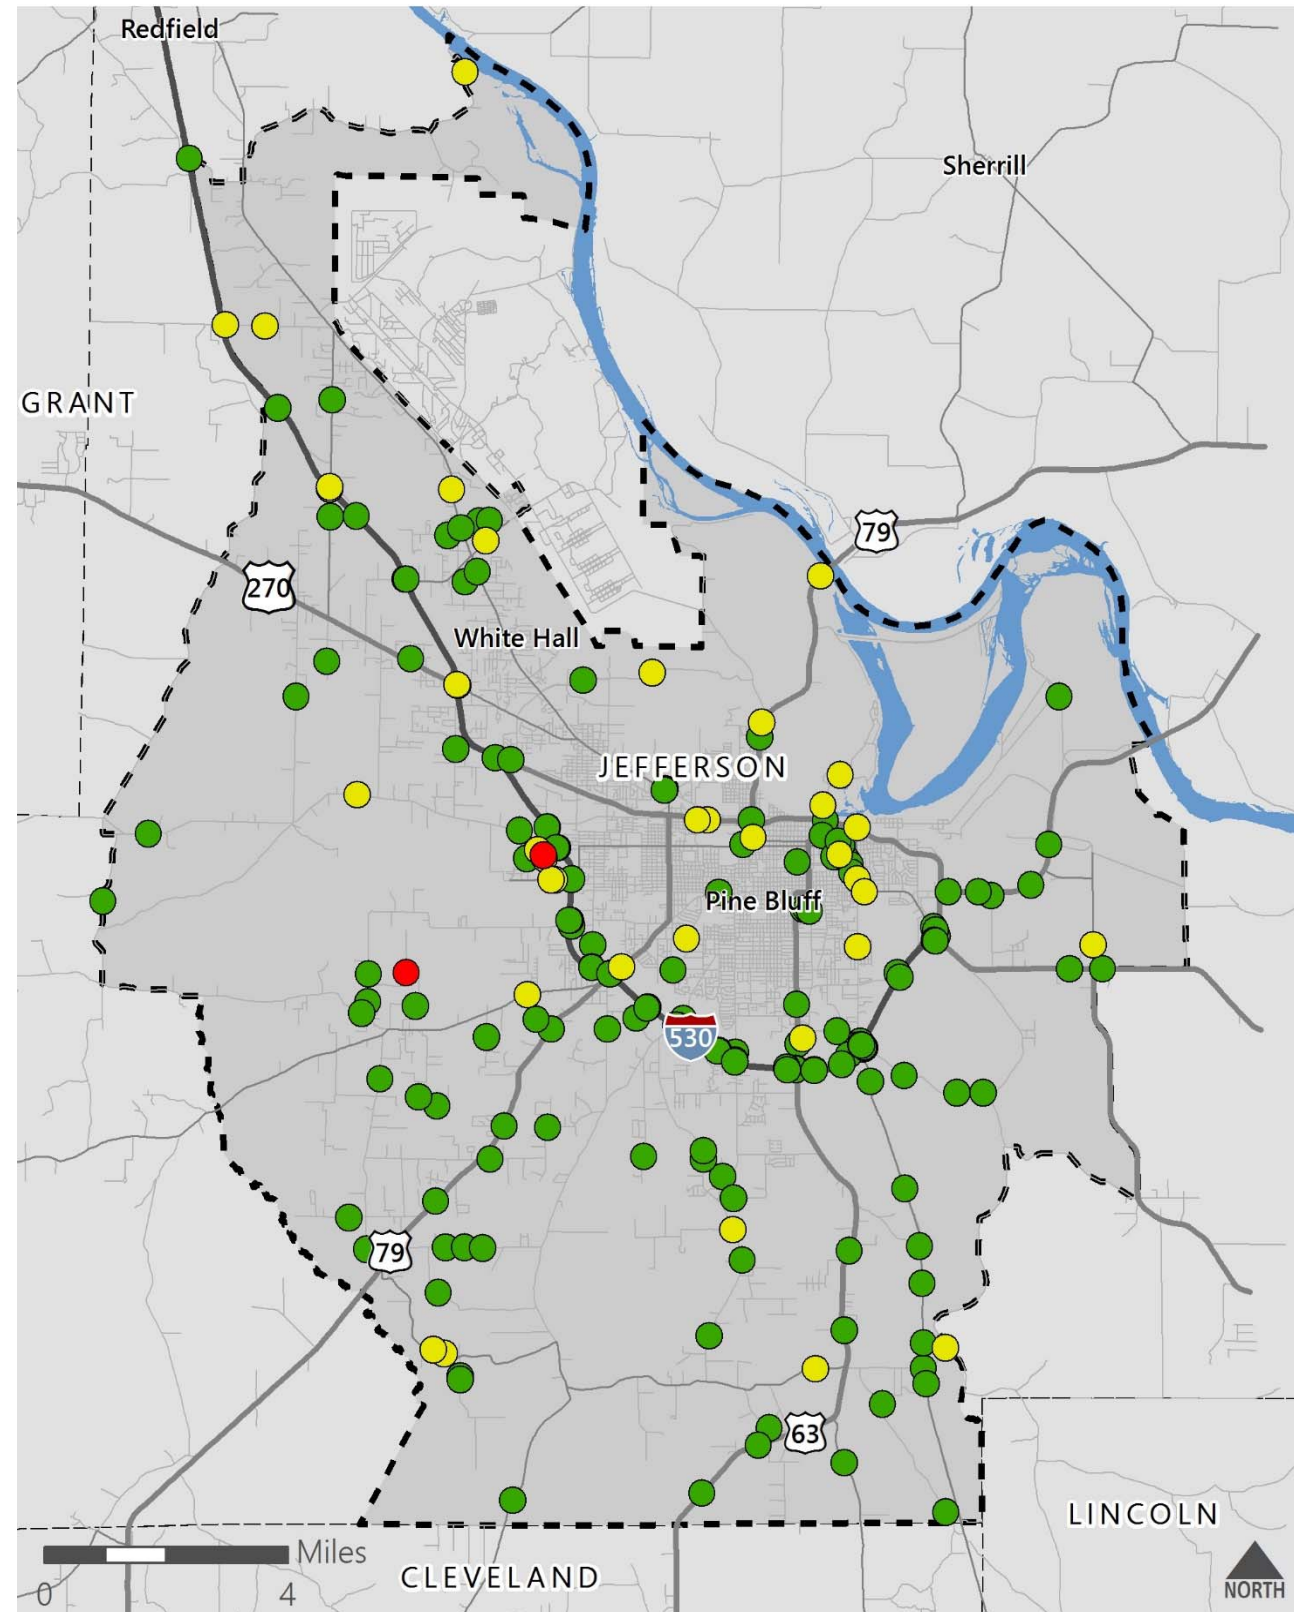 Redfield
Sherrill
GRANT
79
270
White Hall
JEFFERSON
Pine Bluff
530
79
63
LINCOLN
Miles
CLEVELAND
0
4
NORTH